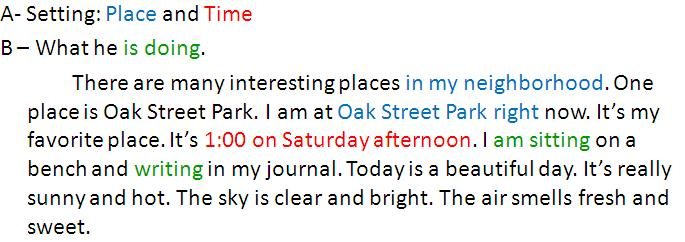 A- Setting: Place and Time
B – What he is doing.
There are many interesting places in my neighborhood. One
place is Oak Street Park. I am at Oak Street Park right now. It’s my
favorite place. It’s 1:00 on Saturday afternoon. I am sitting on a
bench and writing in my journal. Today is a beautiful day. It’s really
sunny and hot. The sky is clear and bright. The air smells fresh and
sweet.